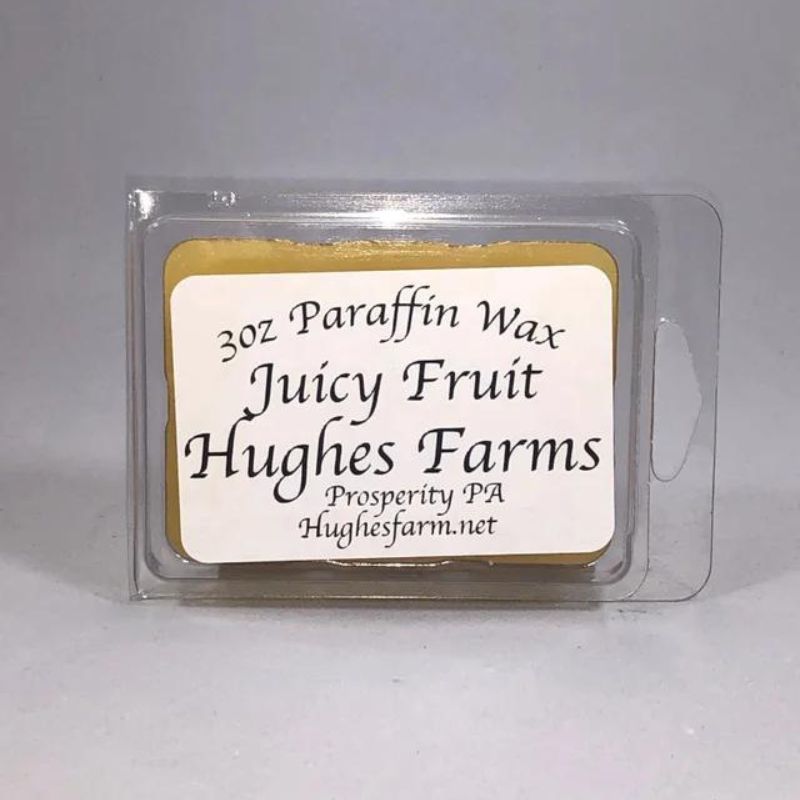 3oz Paraffin Wax
Juicy Fruit
Hughes Farms
Prosperity PA
Hughesfarm.net